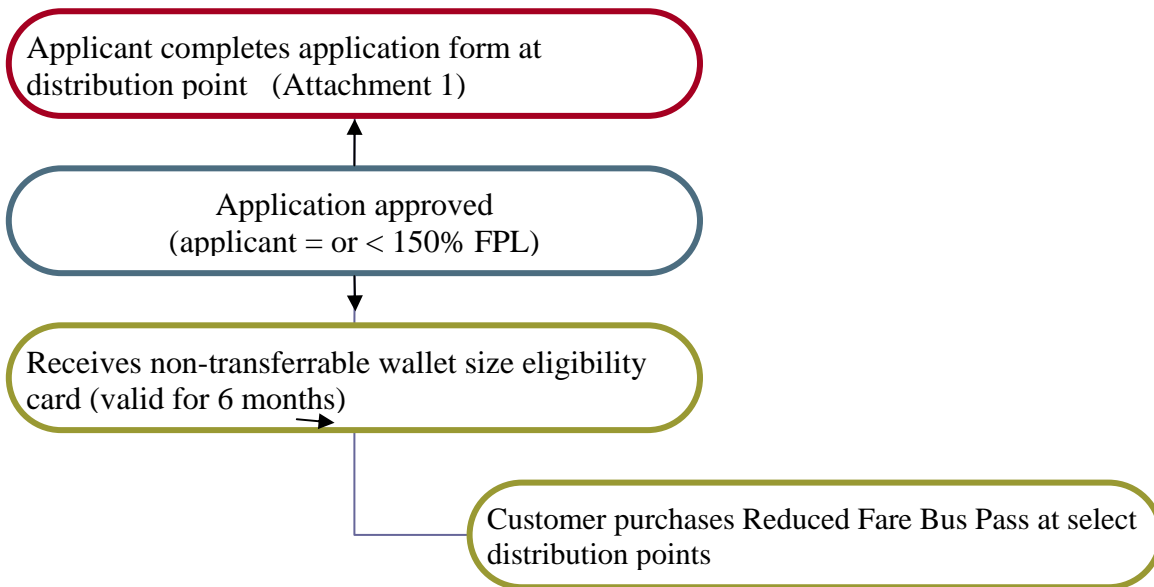 Applicant completes application form at
distribution point (Attachment 1)
Application approved
(applicant = or < 150% FPL)
Receives non-transferrable wallet size eligibility
card (valid for 6 months)
Customer purchases Reduced Fare Bus Pass at select
distribution points